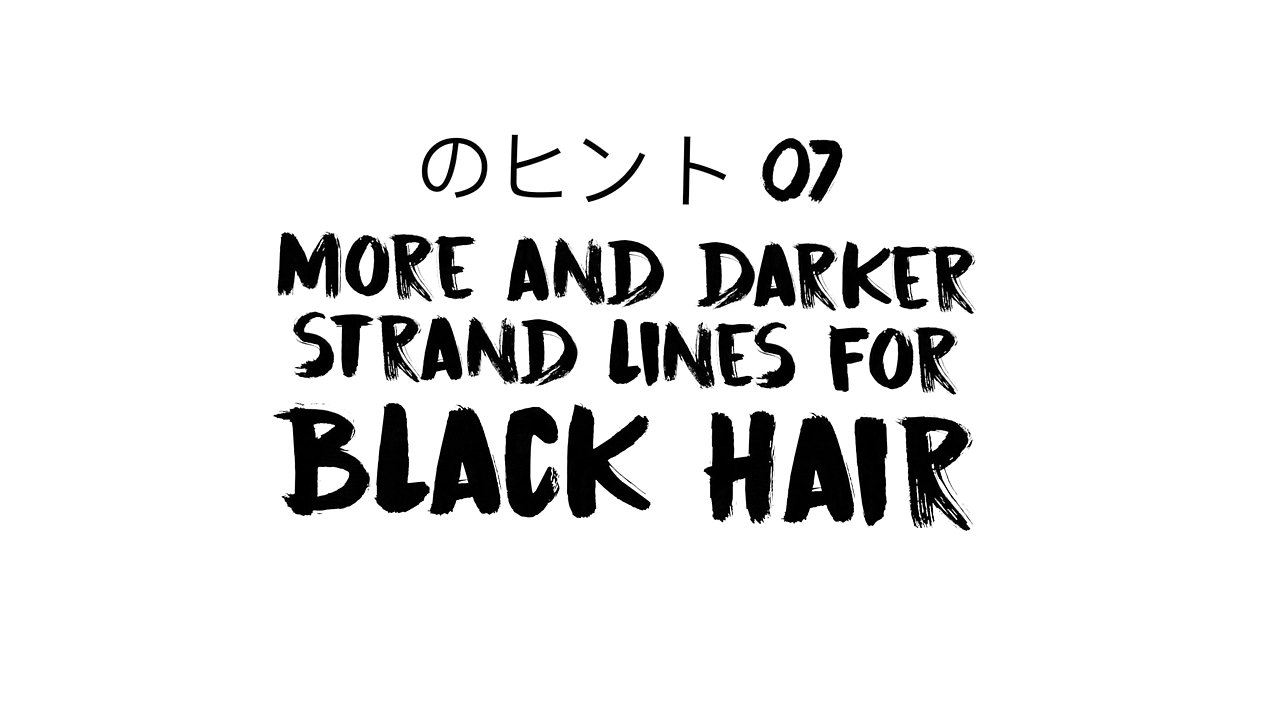 のヒント 07
MORE AND DARKER
STRAND LINES FOR
BLACK HAIR